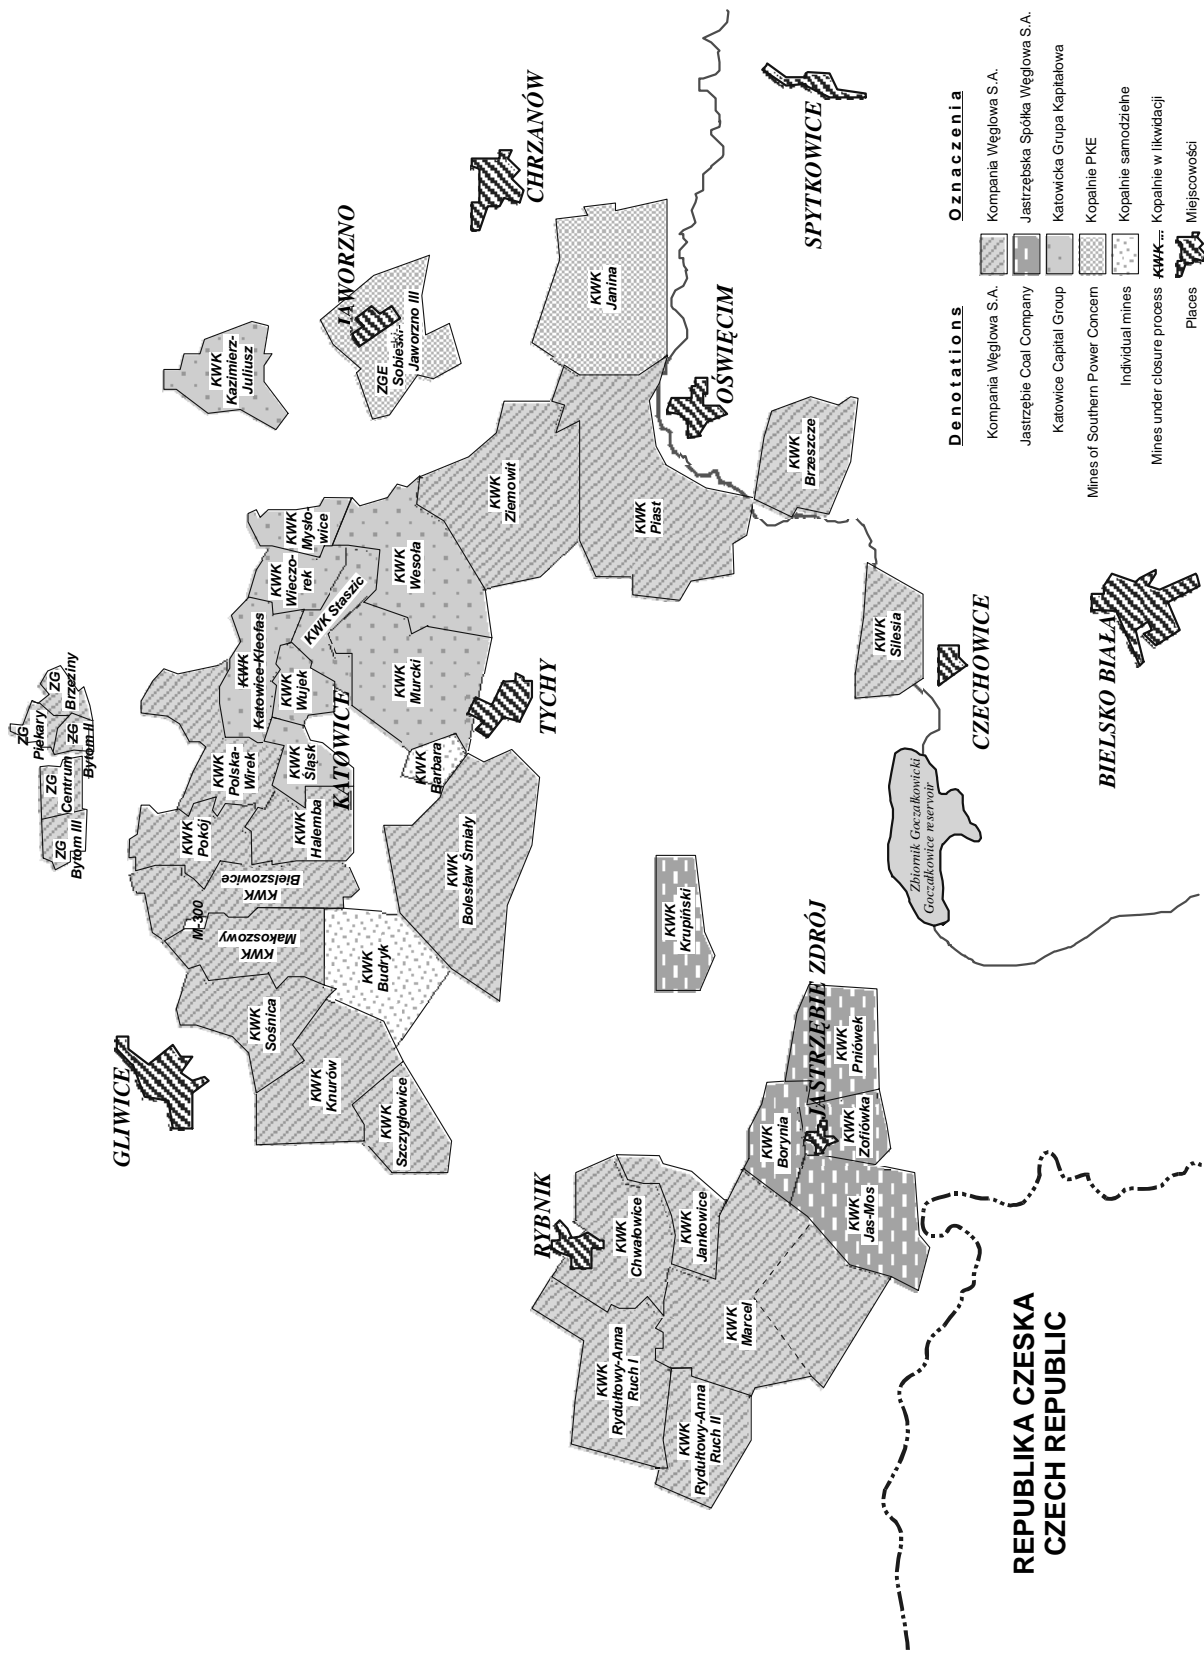 ZG
Bytom III
ZG
Centrum
ZG
Piekary
ZG
Bytom II
ZG
Brzeziny
GLIWICE
KWK
Sośnica
KWK
Makoszowy
M-300
KWK
Bielszowice
KWK
Pokój
KWK
Polska-
Wirek
KWK
Katowice-Kleofas
KWK
Wieczo-
rek
KWK
Mysło-
wice
KWK
Kazimierz-
Juliusz
KWK
Knurów
KWK
Szczygłowice
KWK
Budryk
KWK
Halemba
KWK
Śląsk
KATOWICE
KWK
Wujek
KWK Staszic
KWK
Wesoła
KWK
Murcki
KWK
Barbara
KWK
Bolesław Śmiały
TYCHY
JAWORZNO
ZGE
Sobieski-
Jaworzno III
CHRZANÓW
KWK
Ziemowit
KWK
Janina
KWK
Piast
OŚWIĘCIM
SPYTKOWICE
KWK
Brzeszcze
RYBNIK
KWK
Chwałowice
KWK
Rydułtowy-Anna
Ruch I
KWK
Rydułtowy-Anna
Ruch II
KWK
Jankowice
KWK
Marcel
KWK
Krupiński
KWK
Borynia
JASTRZĘBIE ZDRÓJ
KWK
Pniówek
KWK
Zofiówka
KWK
Jas-Mos
KWK
Silesia
CZECHOWICE
Zbiornik Goczałkowicki
Goczałkowice reservoir
BIELSKO BIAŁA
REPUBLIKA CZESKA
CZECH REPUBLIC
Denotations Oznaczenia
Kompania Węglowa S.A. Kompania Węglowa S.A.
Jastrzębie Coal Company Jastrzębska Spółka Węglowa S.A.
Katowice Capital Group Katowicka Grupa Kapitałowa
Mines of Southern Power Concern Kopalnie PKE
Individual mines Kopalnie samodzielne
Mines under closure process KWK... Kopalnie w likwidacji
Places Miejscowości